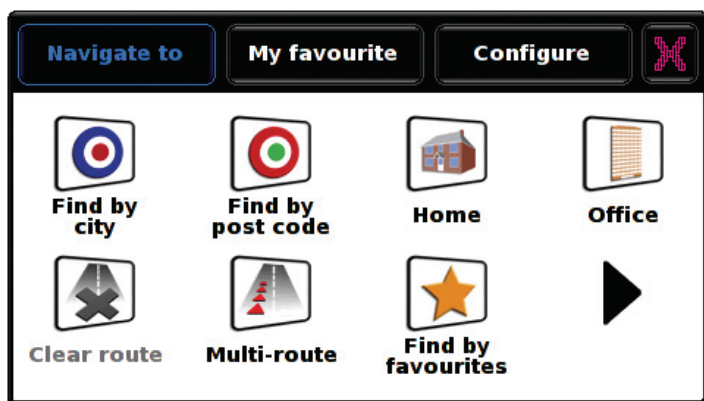 Navigate to
My favourite
Configure
Find by
city
Find by
post code
Home
Office
Clear route
Multi-route
Find by
favourites